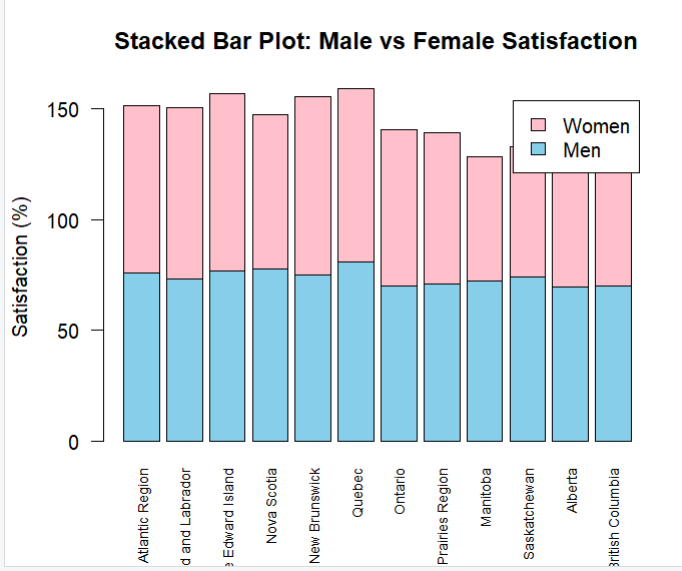 Stacked Bar Plot: Male vs Female Satisfaction
Women
Men
Satisfaction (%)
150
100
50
0
Atlantic Region
d and Labrador
e Edward Island
Nova Scotia
New Brunswick
Quebec
Ontario
Prairies Region
Manitoba
Saskatchewan
Alberta
British Columbia